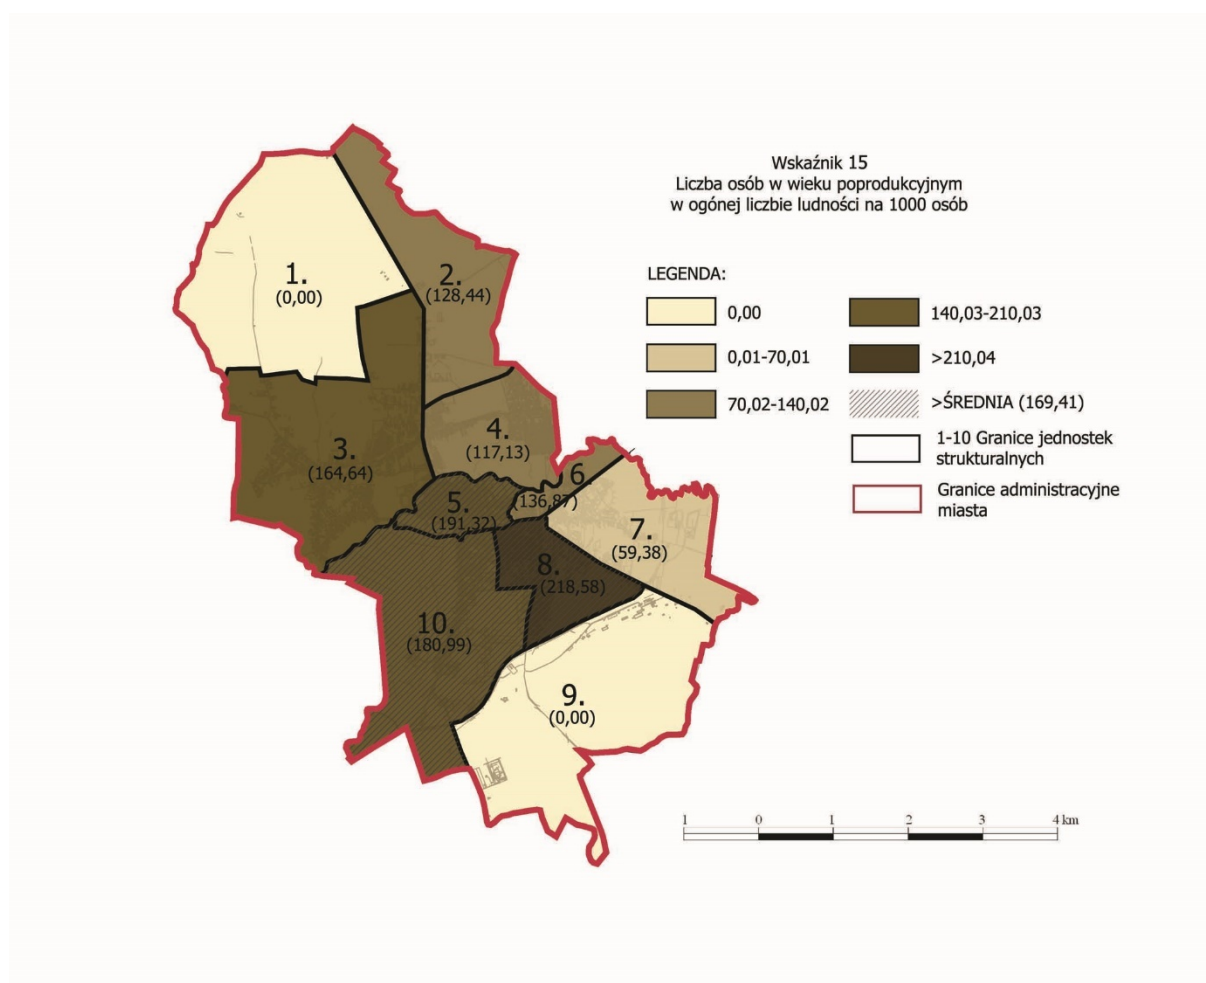 Wskaźnik 15
Liczba osób w wieku poprodukcyjnym
w ogónej liczbie ludności na 1000 osób
LEGENDA:
0,00
0,01-70,01
70,02-140,02
140,03-210,03
>210,04
>ŚREDNIA (169,41)
1-10 Granice jednostek
strukturalnych
Granice administracyjne
miasta
1.
(0,00)
2.
(128,44)
3.
(164,64)
4.
(117,13)
5.
(191,32)
6.
(136,87)
7.
(59,38)
8.
(218,58)
9.
(0,00)
10.
(180,99)
1 0 1 2 3 4 km